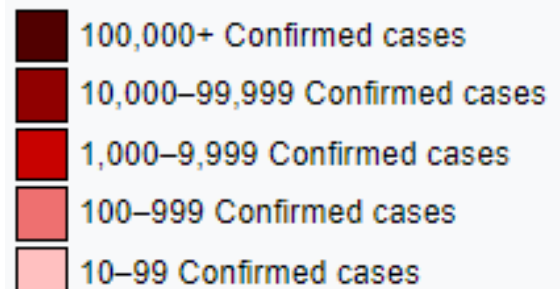 100,000+ Confirmed cases
10,000–99,999 Confirmed cases
1,000–9,999 Confirmed cases
100–999 Confirmed cases
10–99 Confirmed cases